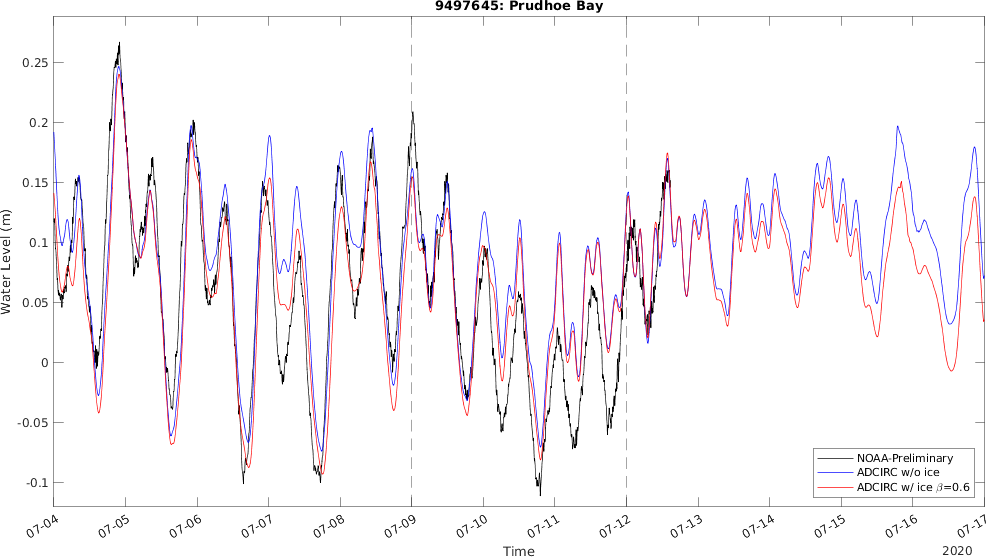 9497645: Prudhoe Bay
Water Level (m)
0.25
0.2
0.15
0.1
0.05
0
-0.05
-0.1
NOAA-Preliminary
ADCIRC w/o ice
ADCIRC w/ ice β=0.6
07-04 07-05 07-06 07-07 07-08 07-09 07-10 07-11 07-12 07-13 07-14 07-15 07-16 07-17
Time
2020